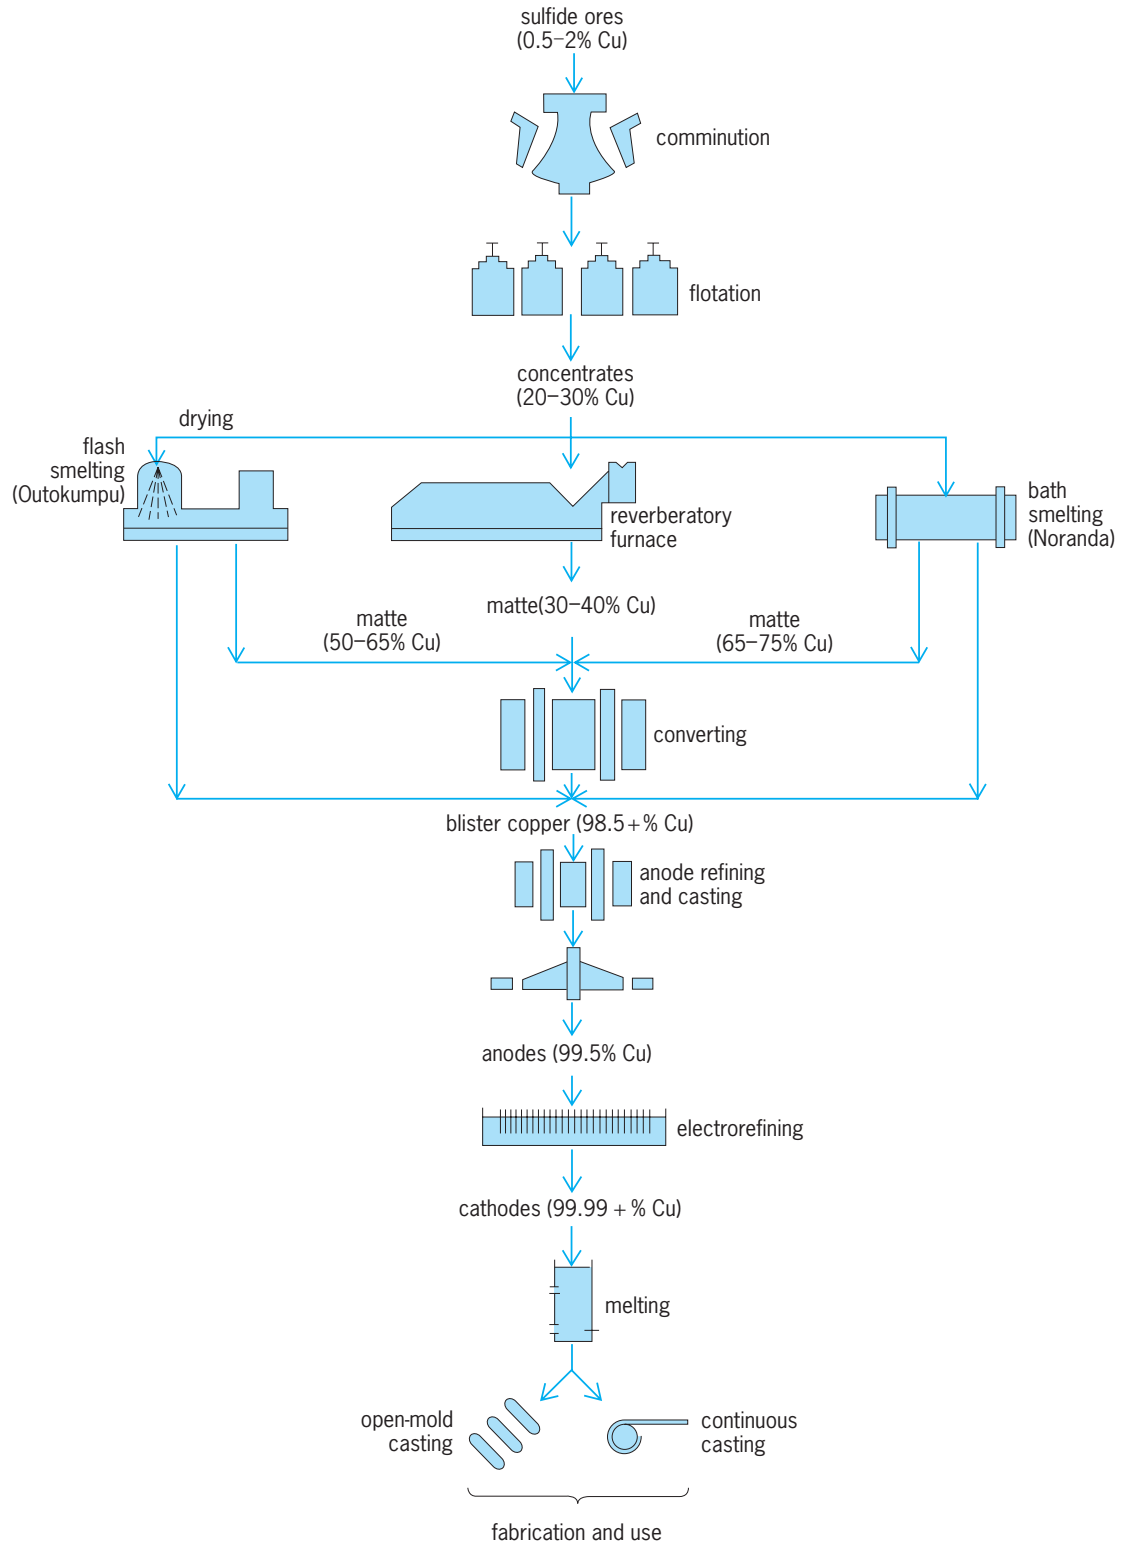 sulfide ores
(0.5–2% Cu)
comminution
flotation
concentrates
(20–30% Cu)
drying
flash
smelting
(Outokumpu)
reverberatory
furnace
bath
smelting
(Noranda)
matte(30–40% Cu)
matte
(50–65% Cu)
matte
(65–75% Cu)
converting
blister copper (98.5+% Cu)
anode refining
and casting
anodes (99.5% Cu)
electrorefining
cathodes (99.99 + % Cu)
melting
open-mold
casting
continuous
casting
fabrication and use